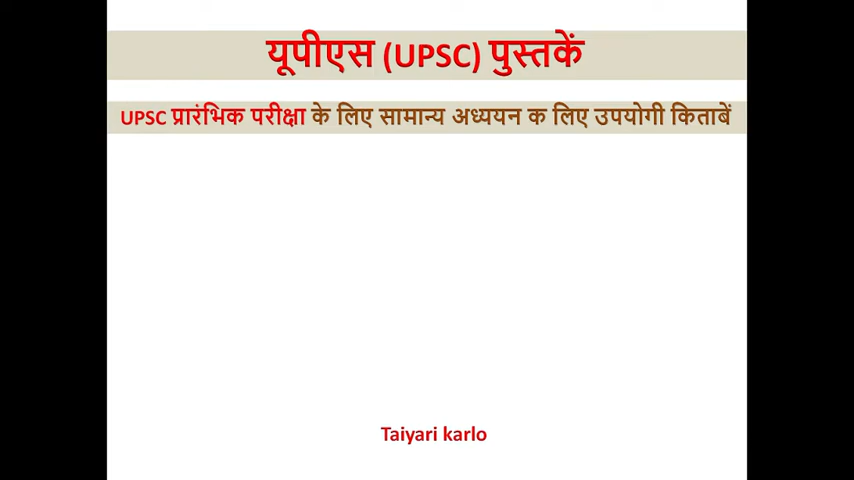 यूपीएस (UPSC) पुस्तकें
UPSC प्रारंभिक परीक्षा के लिए सामान्य अध्ययन क लिए उपयोगी किताबें
Taiyari karlo